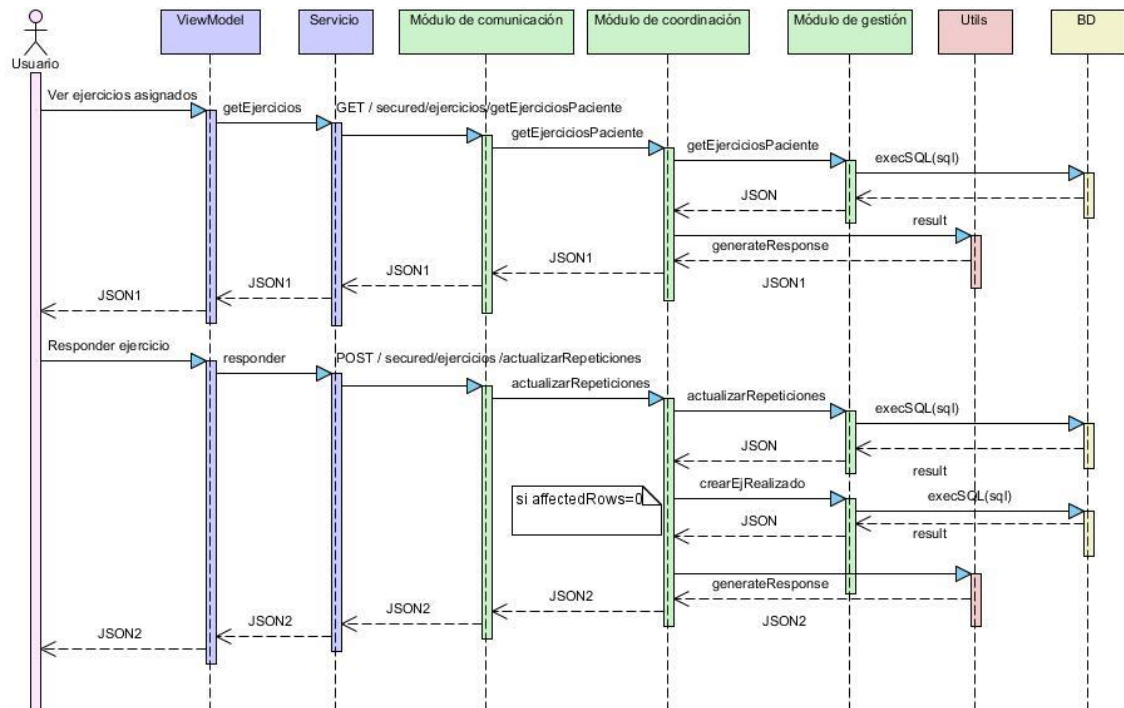 ViewModel
Servicio
Módulo de comunicación
Módulo de coordinación
Módulo de gestión
Utils
BD
Usuario
Ver ejercicios asignados
getEjercicios
GET / secured/ejercicios/getEjerciciosPaciente
getEjerciciosPaciente
getEjerciciosPaciente
execSQL(sql)
JSON
result
generateResponse
JSON1
JSON1
JSON1
JSON1
JSON1
Responder ejercicio
responder
POST / secured/ejercicios /actualizarRepeticiones
actualizarRepeticiones
actualizarRepeticiones
execSQL(sql)
JSON
result
crearEjRealizado
si affectedRows=0
execSQL(sql)
JSON
result
generateResponse
JSON2
JSON2
JSON2
JSON2
JSON2